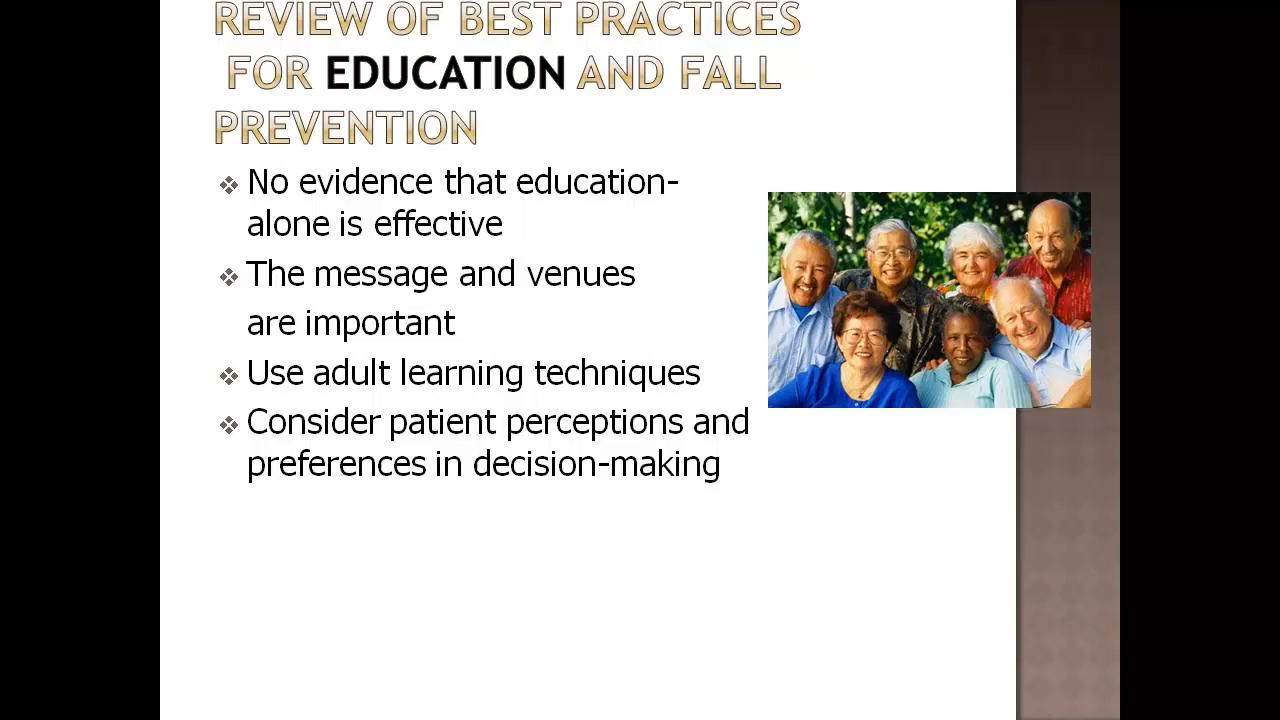 REVIEW OF BEST PRACTICES
FOR EDUCATION AND FALL
PREVENTION
No evidence that education-
alone is effective
The message and venues
are important
Use adult learning techniques
Consider patient perceptions and
preferences in decision-making